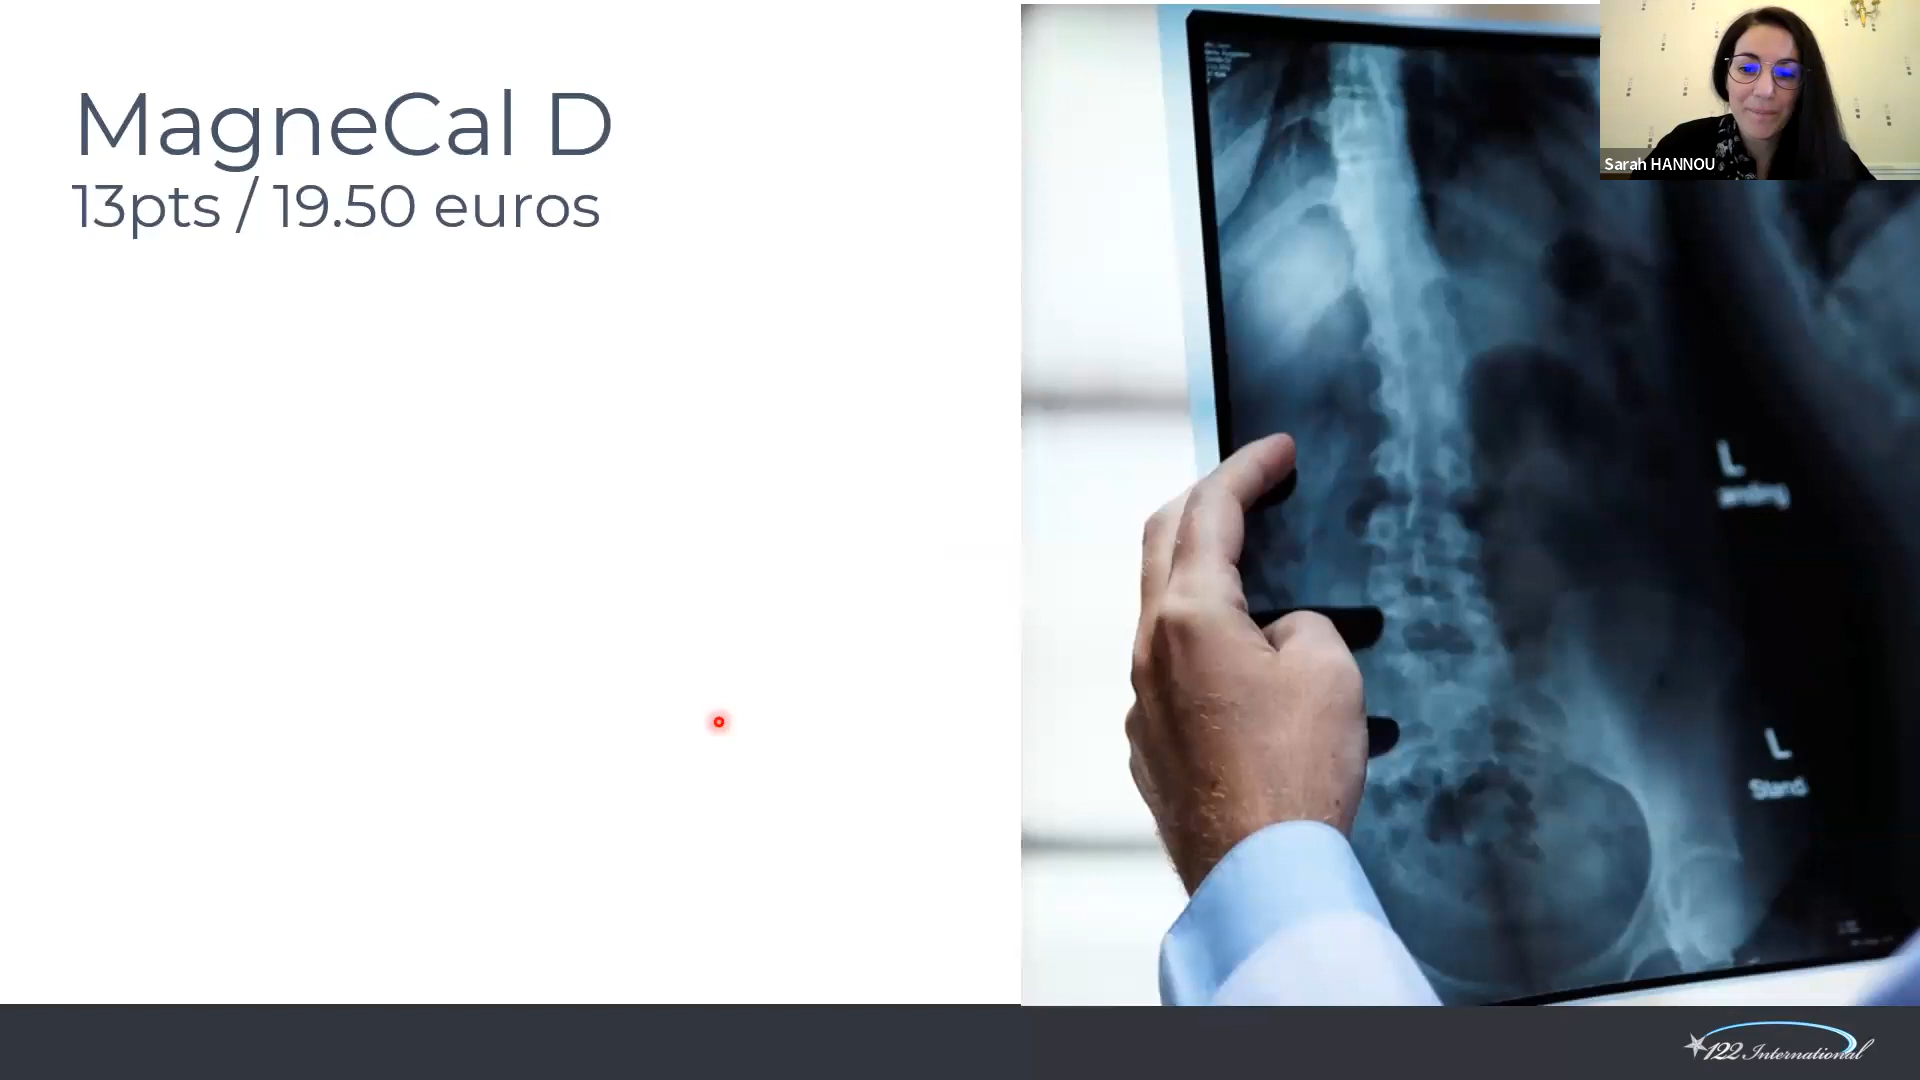 MagneCal D
13pts / 19.50 euros
Sarah HANNOU
L
L
Stand
122 International